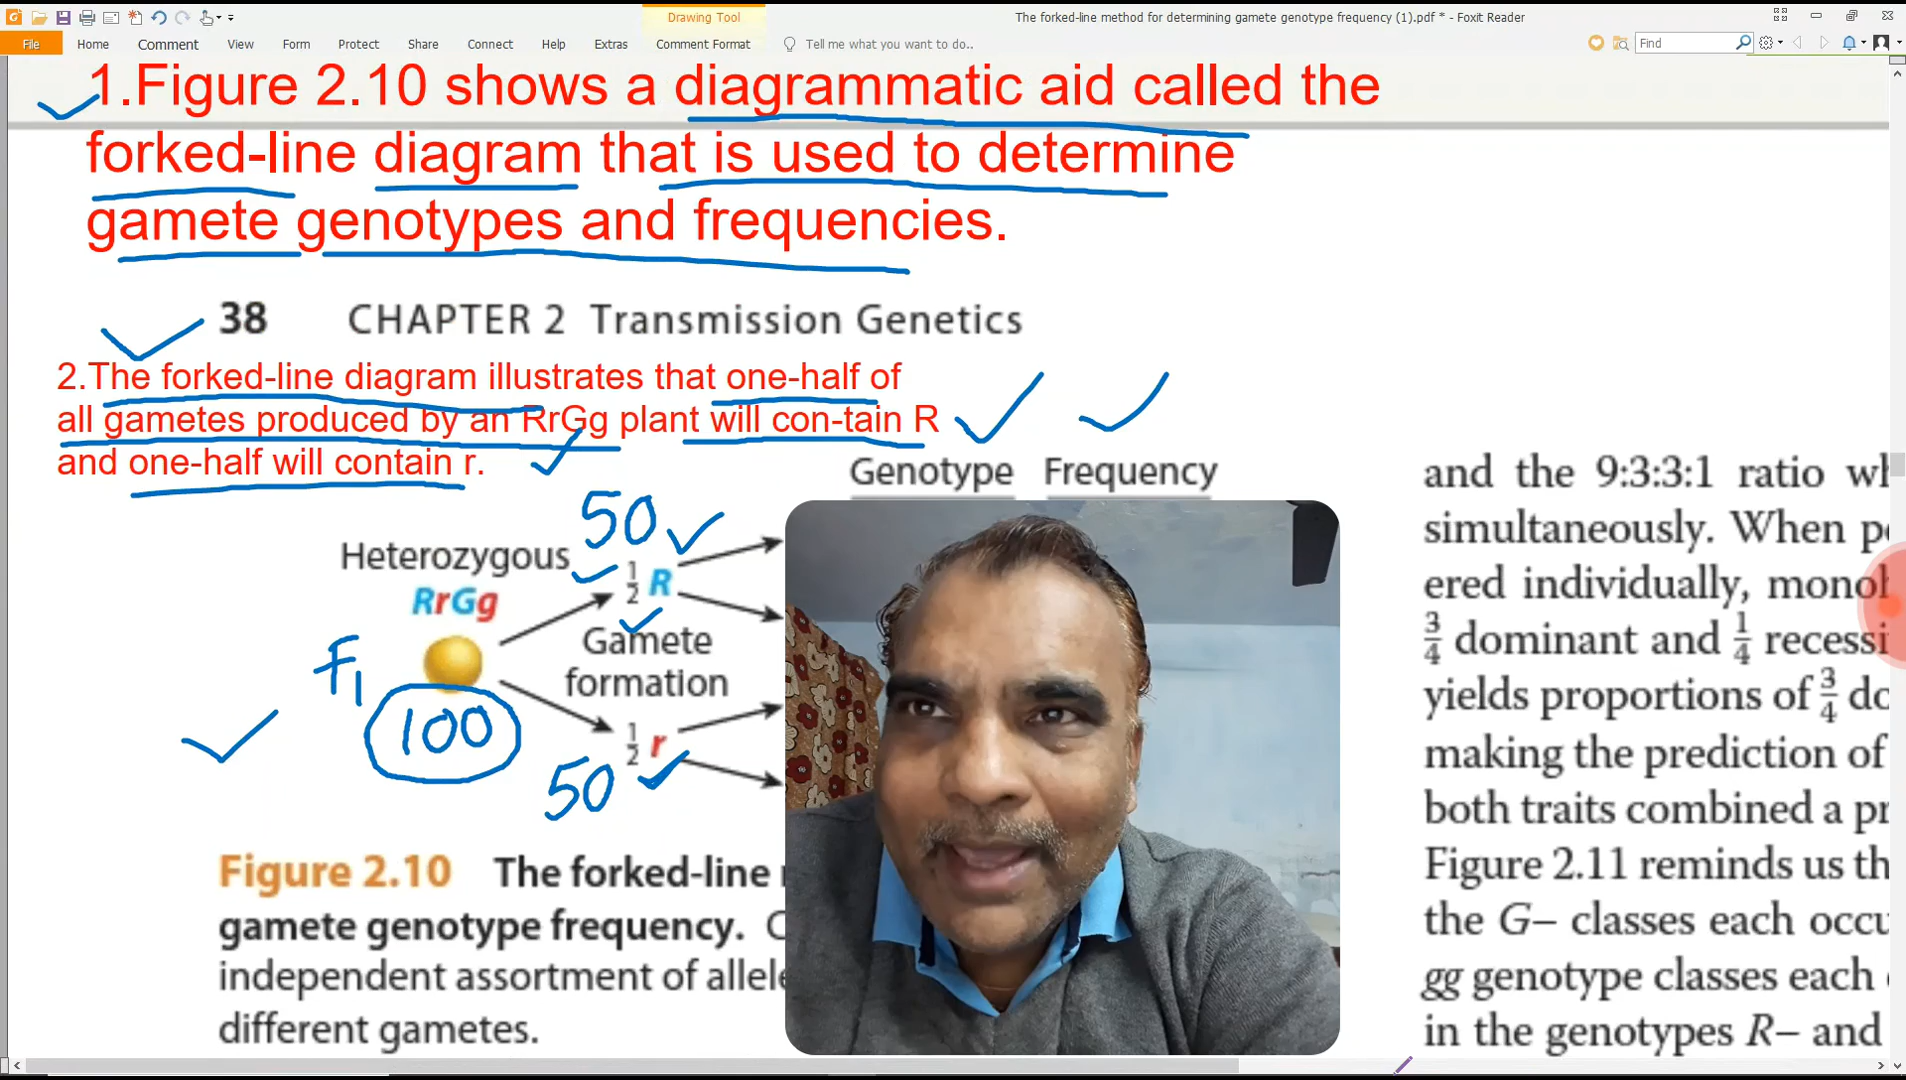 Drawing Tool
The forked-line method for determining gamete genotype frequency (1).pdf * - Foxit Reader
File Home Comment View Form Protect Share Connect Help Extras Comment Format Tell me what you want to do.. Find
1.Figure 2.10 shows a diagrammatic aid called the
forked-line diagram that is used to determine
gamete genotypes and frequencies.
38 CHAPTER 2 Transmission Genetics
2.The forked-line diagram illustrates that one-half of
all gametes produced by an RrGg plant will con-tain R
and one-half will contain r.
Genotype Frequency
50
Heterozygous
RrGg
1/2 R
Gamete
formation
F1
100
1/2 r
50
Figure 2.10 The forked-line
gamete genotype frequency.
independent assortment of allele
different gametes.
and the 9:3:3:1 ratio wh
simultaneously. When pe
ered individually, monoh
3/4 dominant and 1/4 recessi
yields proportions of 3/4 do
making the prediction of
both traits combined a pr
Figure 2.11 reminds us th
the G– classes each occu
gg genotype classes each
in the genotypes R– and